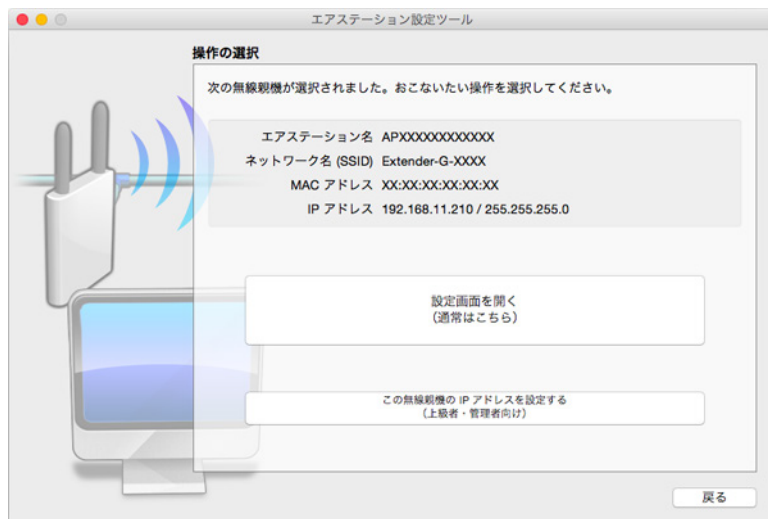 エアステーション設定ツール
操作の選択
次の無線親機が選択されました。おこないたい操作を選択してください。
エアステーション名 APXXXXXXXXXXXX
ネットワーク名 (SSID) Extender-G-XXXX
MAC アドレス XX:XX:XX:XX:XX:XX
IP アドレス 192.168.11.210 / 255.255.255.0
設定画面を開く
（通常はこちら）
この無線親機の IP アドレスを設定する
（上級者・管理者向け）
戻る